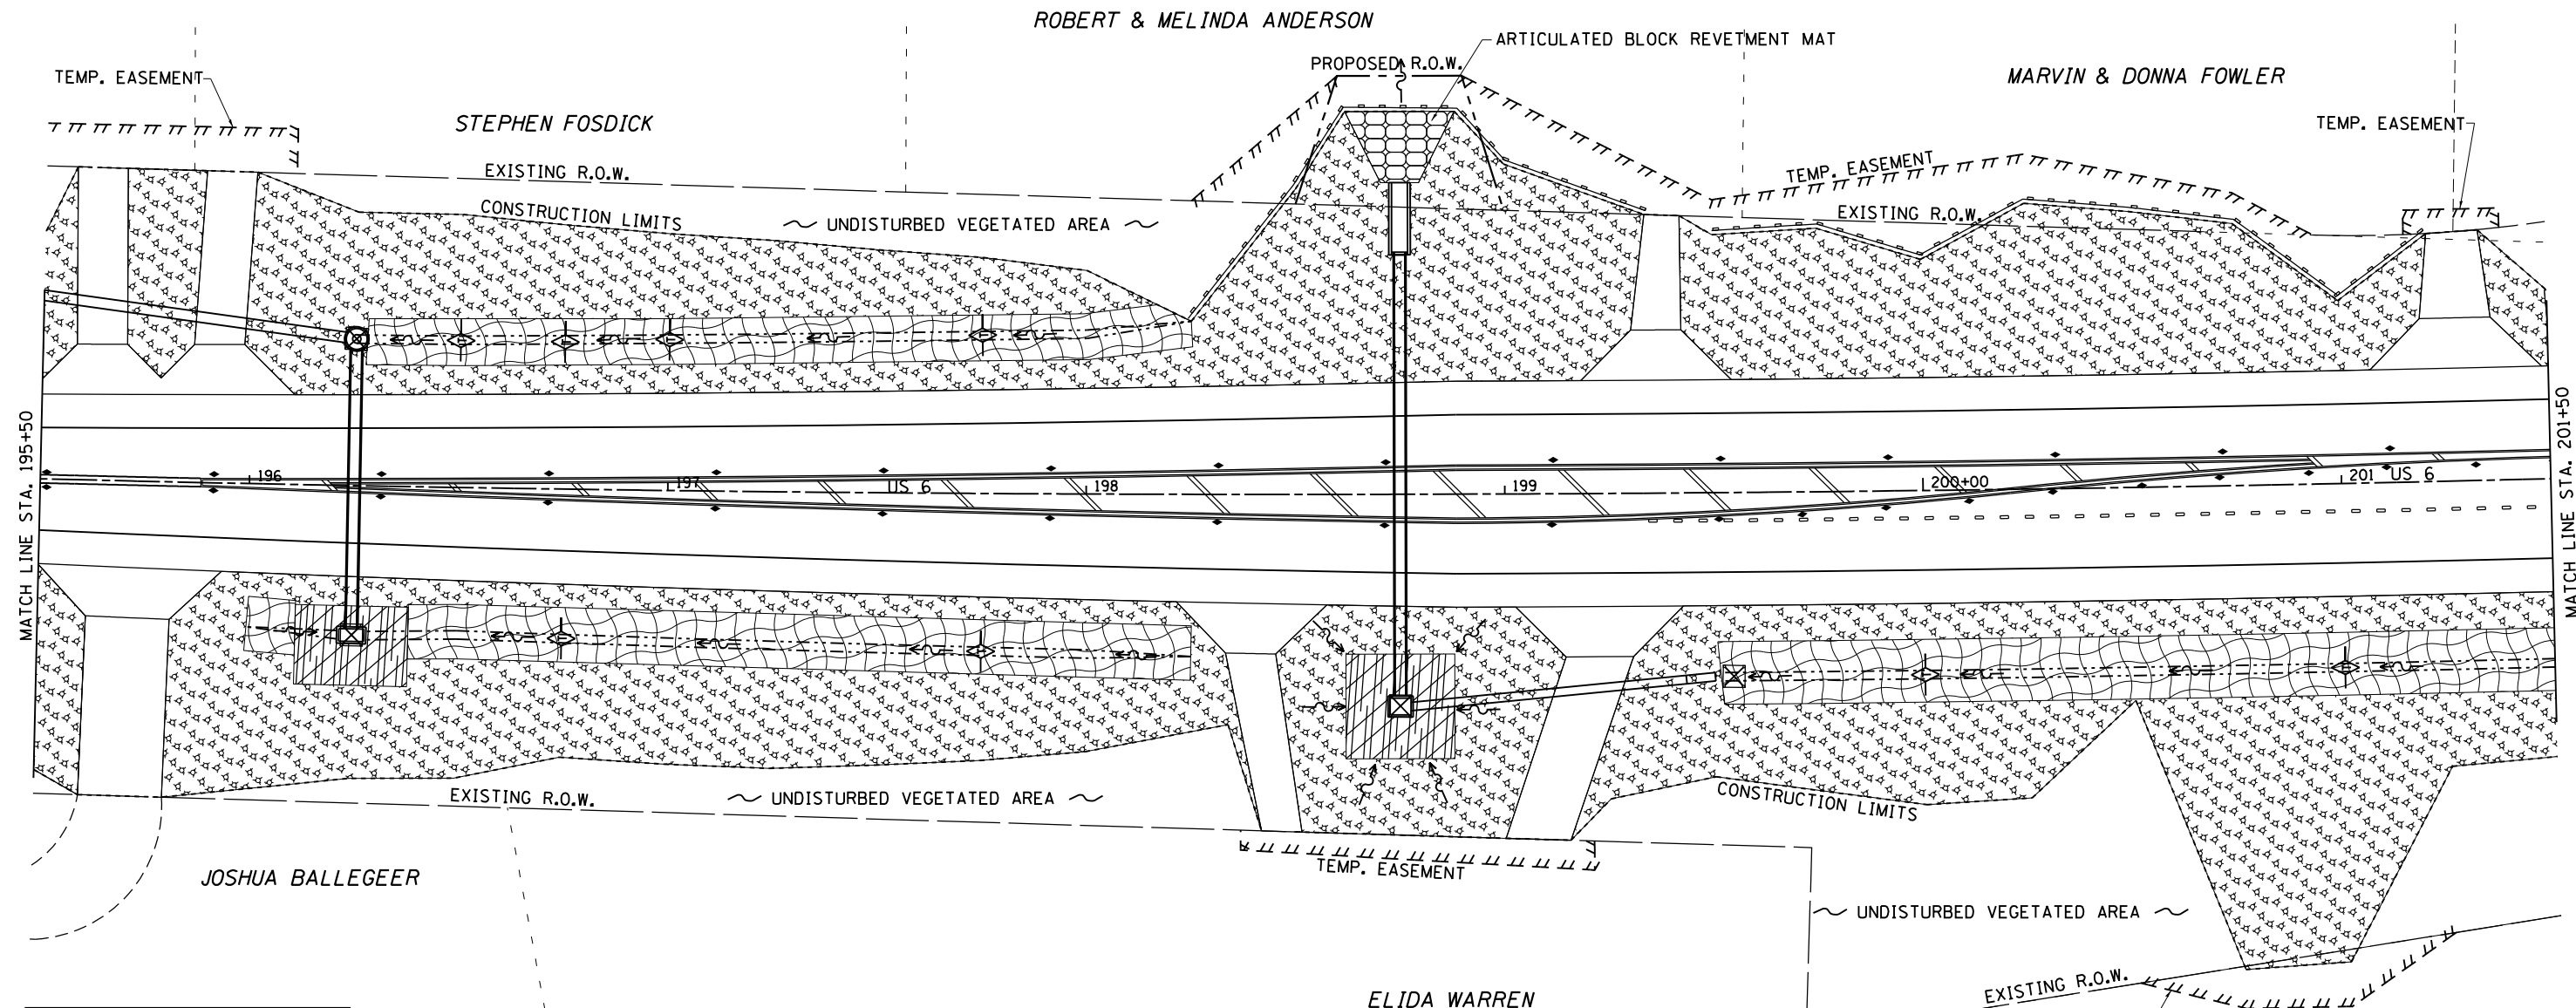 ROBERT & MELINDA ANDERSON
ARTICULATED BLOCK REVETMENT MAT
PROPOSED R.O.W.
TEMP. EASEMENT
MARVIN & DONNA FOWLER
STEPHEN FOSDICK
TEMP. EASEMENT
EXISTING R.O.W.
TEMP. EASEMENT
CONSTRUCTION LIMITS
UNDISTURBED VEGETATED AREA
EXISTING R.O.W.
MATCH LINE STA. 195+50
MATCH LINE STA. 201+50
196
197
US 6
198
199
200+00
201 US 6
EXISTING R.O.W.
UNDISTURBED VEGETATED AREA
CONSTRUCTION LIMITS
TEMP. EASEMENT
JOSHUA BALLEGEER
UNDISTURBED VEGETATED AREA
EXISTING R.O.W.
ELIDA WARREN